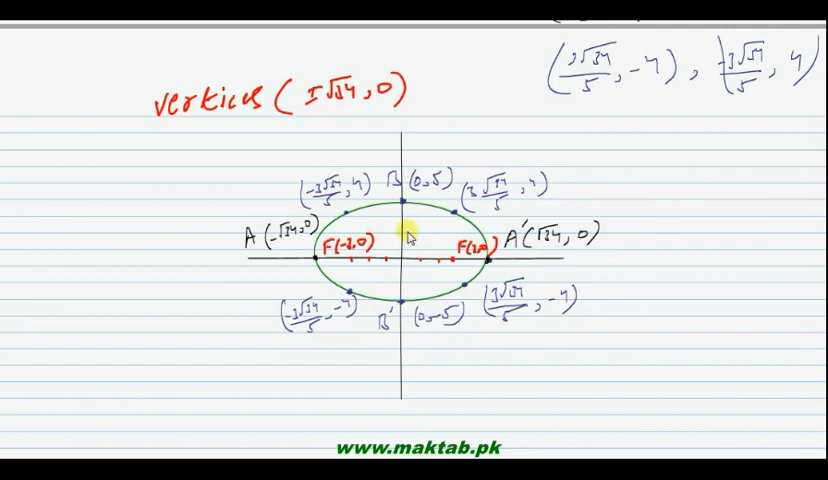 (3√34/5, -4), (-3√34/5, 4)
vertices (±√34, 0)
(-3√34/5, 4) B (0, 5) (3√34/5, 4)
A (-√34, 0) F(-3, 0) F(3, 0) A′ (√34, 0)
(-3√34/5, -4) B′ (0, -5) (3√34/5, -4)
www.maktab.pk